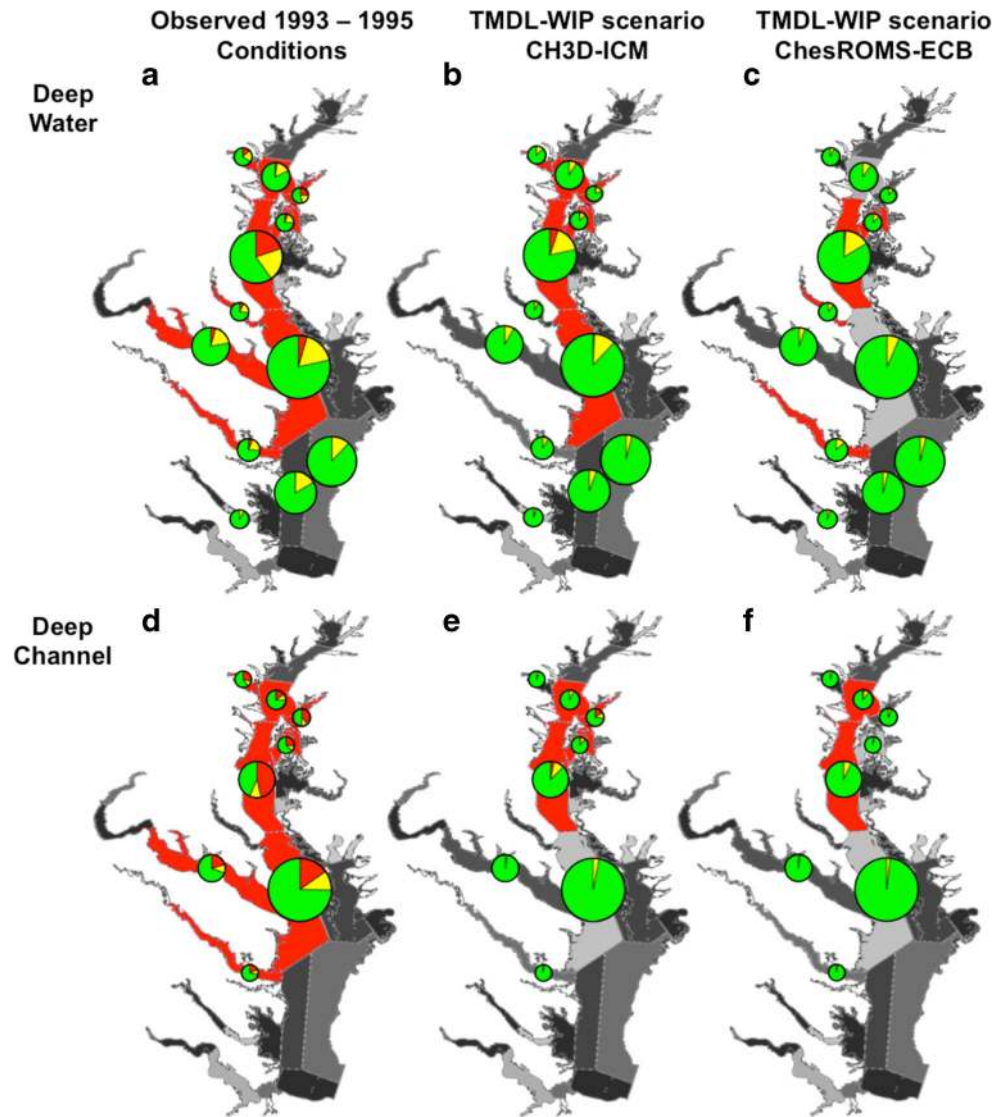 Observed 1993 – 1995
Conditions
TMDL-WIP scenario
CH3D-ICM
TMDL-WIP scenario
ChesROMS-ECB
Deep
Water
a
b
c
Deep
Channel
d
e
f